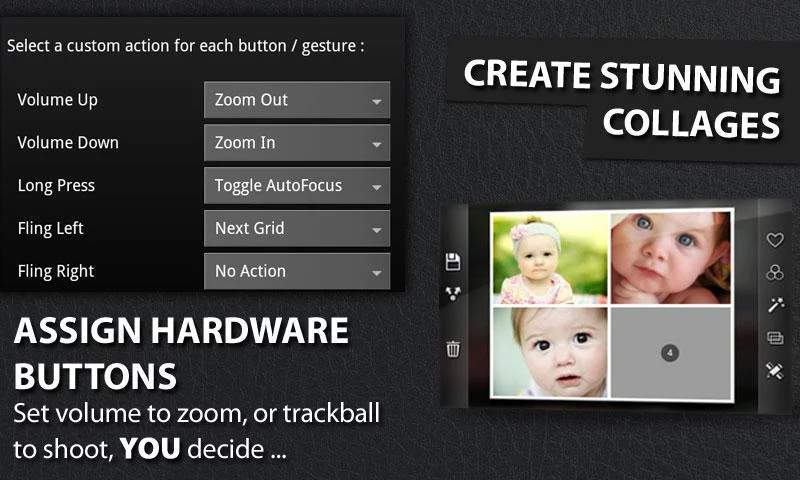 Select a custom action for each button / gesture :
Volume Up Zoom Out
Volume Down Zoom In
Long Press Toggle AutoFocus
Fling Left Next Grid
Fling Right No Action
ASSIGN HARDWARE
BUTTONS
Set volume to zoom, or trackball
to shoot, YOU decide ...
CREATE STUNNING
COLLAGES
4